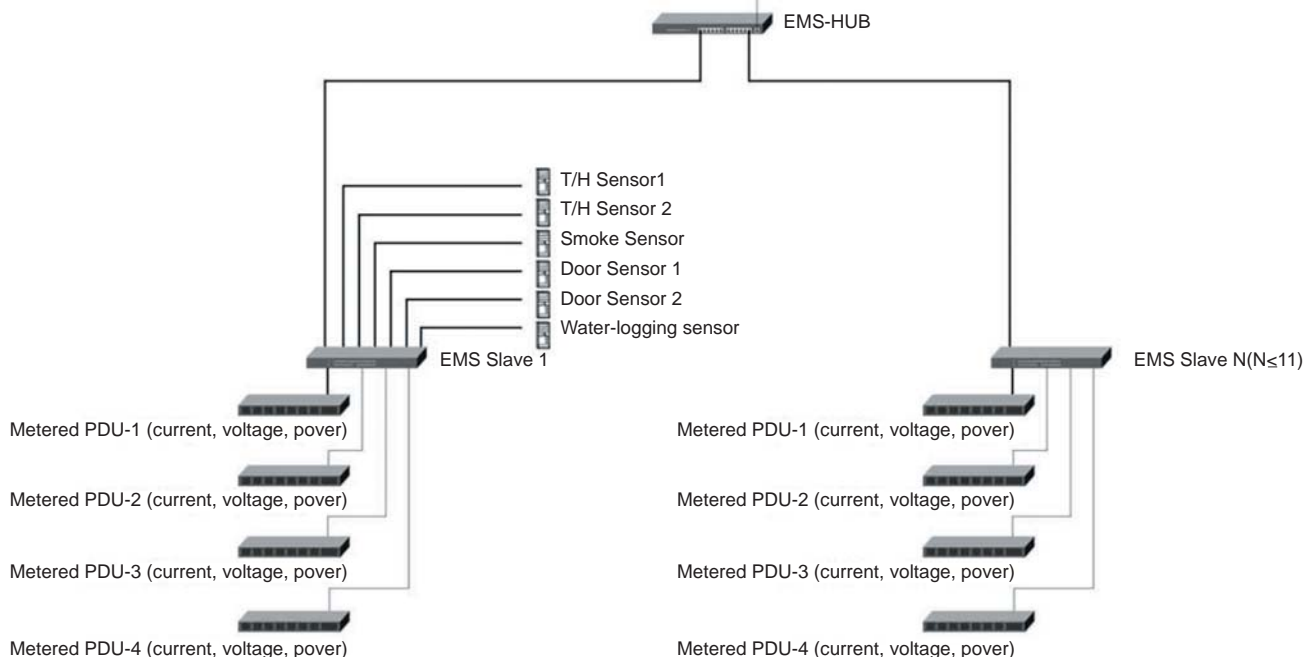 EMS-HUB
T/H Sensor1
T/H Sensor 2
Smoke Sensor
Door Sensor 1
Door Sensor 2
Water-logging sensor
EMS Slave 1
EMS Slave N(N≤11)
Metered PDU-1 (current, voltage, pover)
Metered PDU-1 (current, voltage, pover)
Metered PDU-2 (current, voltage, pover)
Metered PDU-2 (current, voltage, pover)
Metered PDU-3 (current, voltage, pover)
Metered PDU-3 (current, voltage, pover)
Metered PDU-4 (current, voltage, pover)
Metered PDU-4 (current, voltage, pover)